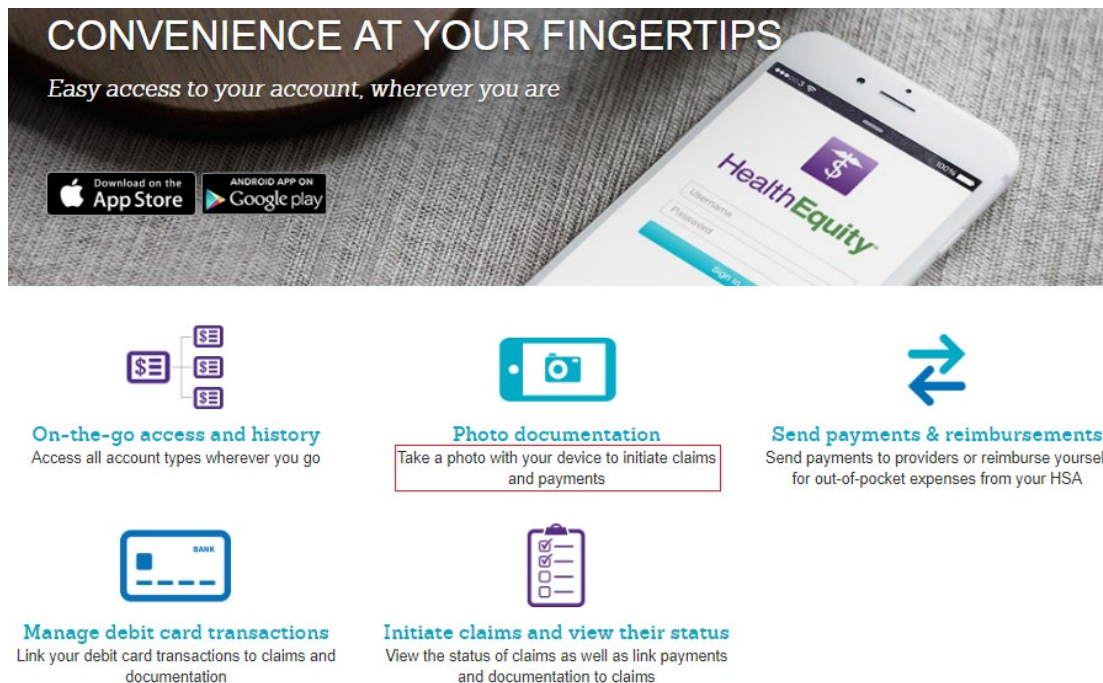 CONVENIENCE AT YOUR FINGERTIPS
Easy access to your account, wherever you are
Download on the
App Store
ANDROID APP ON
Google play
100%
HealthEquity
Username
Password
Sign in
On-the-go access and history
Access all account types wherever you go
Photo documentation
Take a photo with your device to initiate claims
and payments
Send payments & reimbursements
Send payments to providers or reimburse yoursel
for out-of-pocket expenses from your HSA
BANK
Manage debit card transactions
Link your debit card transactions to claims and
documentation
Initiate claims and view their status
View the status of claims as well as link payments
and documentation to claims